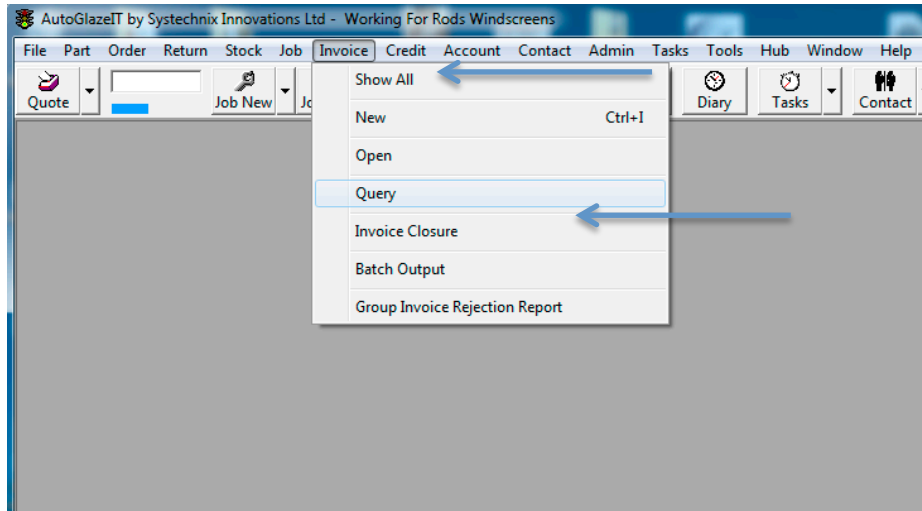 AutoGlazeIT by Systechnix Innovations Ltd - Working For Rods Windscreens
File Part Order Return Stock Job Invoice Credit Account Contact Admin Tasks Tools Hub Window Help
Quote Job New Diary Tasks Contact
Show All
New Ctrl+I
Open
Query
Invoice Closure
Batch Output
Group Invoice Rejection Report